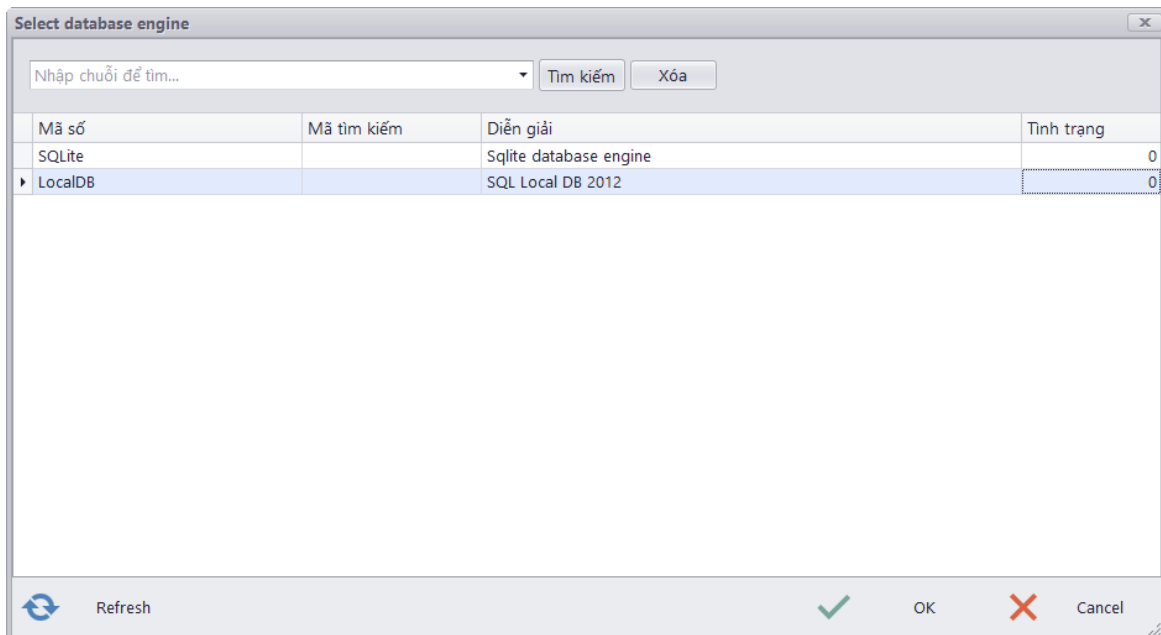 Select database engine
Nhập chuỗi để tìm... Tìm kiếm Xóa
Mã số Mã tìm kiếm Diễn giải Tình trạng
SQLite Sqlite database engine 0
LocalDB SQL Local DB 2012 0
Refresh OK Cancel